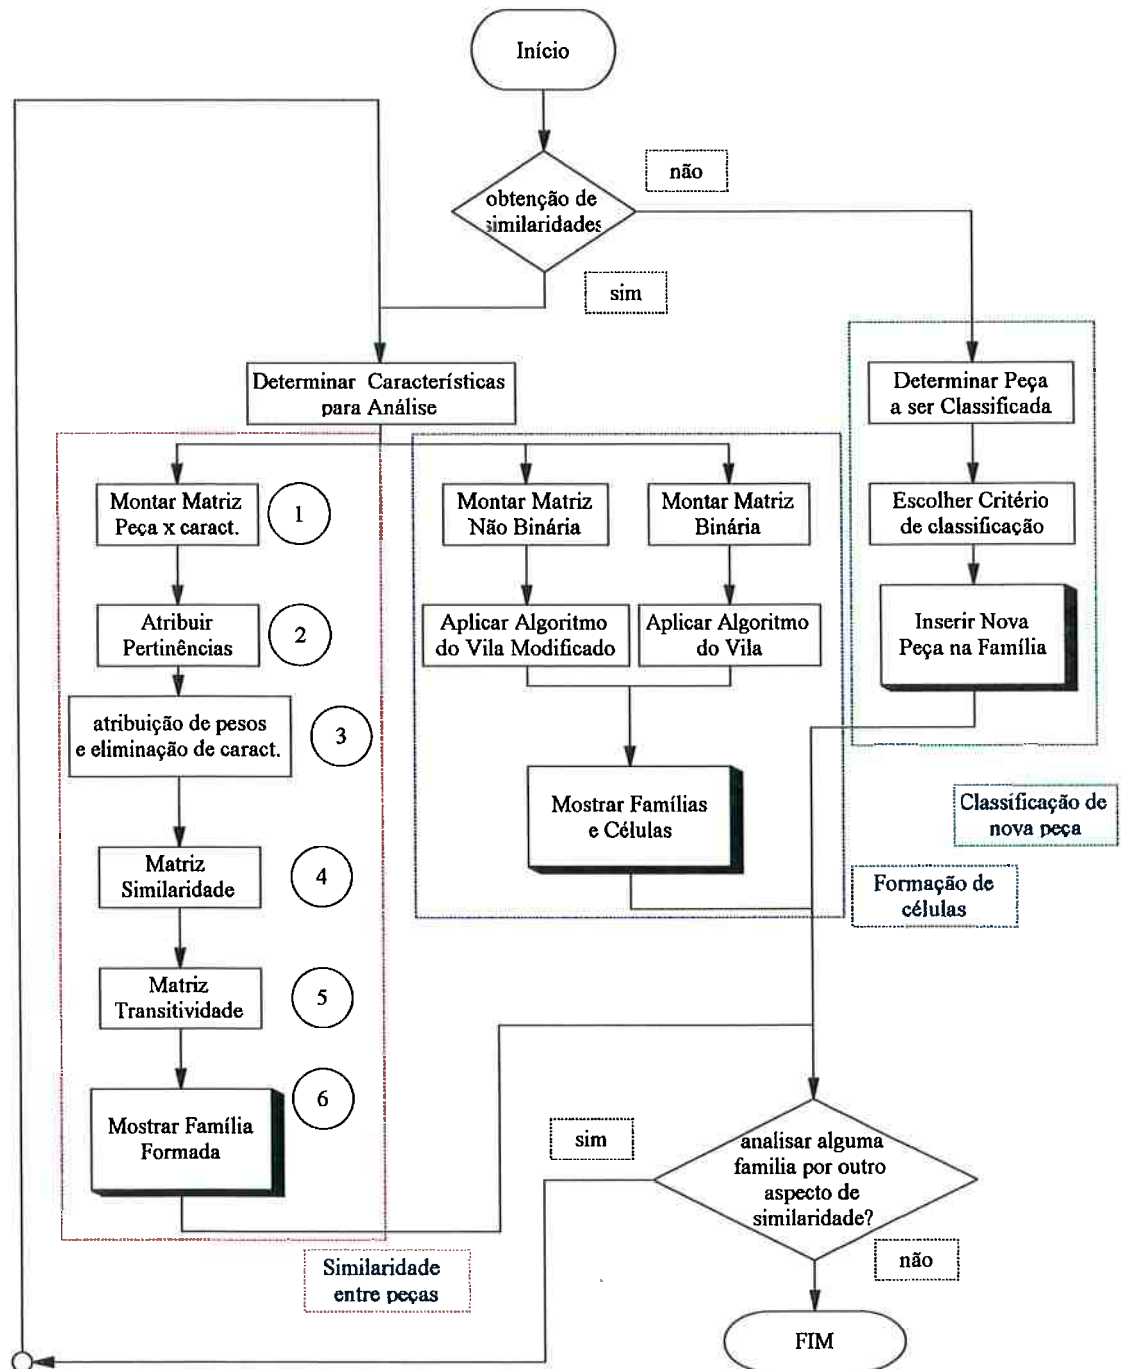 Início
obtenção de
similaridades
não
sim
Determinar Características
para Análise
Determinar Peça
a ser Classificada
Montar Matriz
Peça x caract.
1
Montar Matriz
Não Binária
Montar Matriz
Binária
Escolher Critério
de classificação
Atribuir
Pertinências
2
Aplicar Algoritmo
do Vila Modificado
Aplicar Algoritmo
do Vila
Inserir Nova
Peça na Família
atribuição de pesos
e eliminação de caract.
3
Mostrar Famílias
e Células
Classificação de
nova peça
Matriz
Similaridade
4
Formação de
células
Matriz
Transitividade
5
Mostrar Família
Formada
6
sim
analisar alguma
familia por outro
aspecto de
similaridade?
não
Similaridade
entre peças
FIM